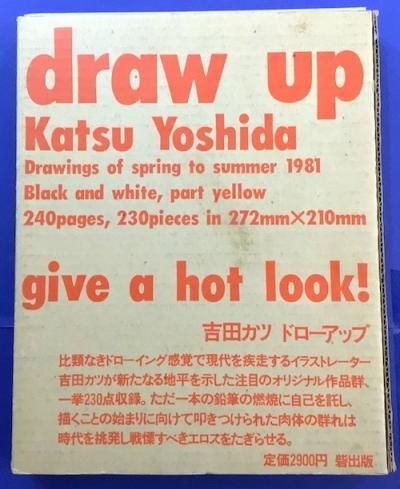 draw up
Katsu Yoshida
Drawings of spring to summer 1981
Black and white, part yellow
240pages, 230pieces in 272mm×210mm
give a hot look!
吉田カツ ドローアップ
比類なきドローイング感覚で現代を疾走するイラストレーター
吉田カツが新たなる地平を示した注目のオリジナル作品群、
一挙230点収録。ただ一本の鉛筆の燃焼に自己を託し、
描くことの始まりに向けて叩きつけられた肉体の群れは
時代を挑発し戦慄すべきエロスをたぎらせる。
定価2900円 砦出版